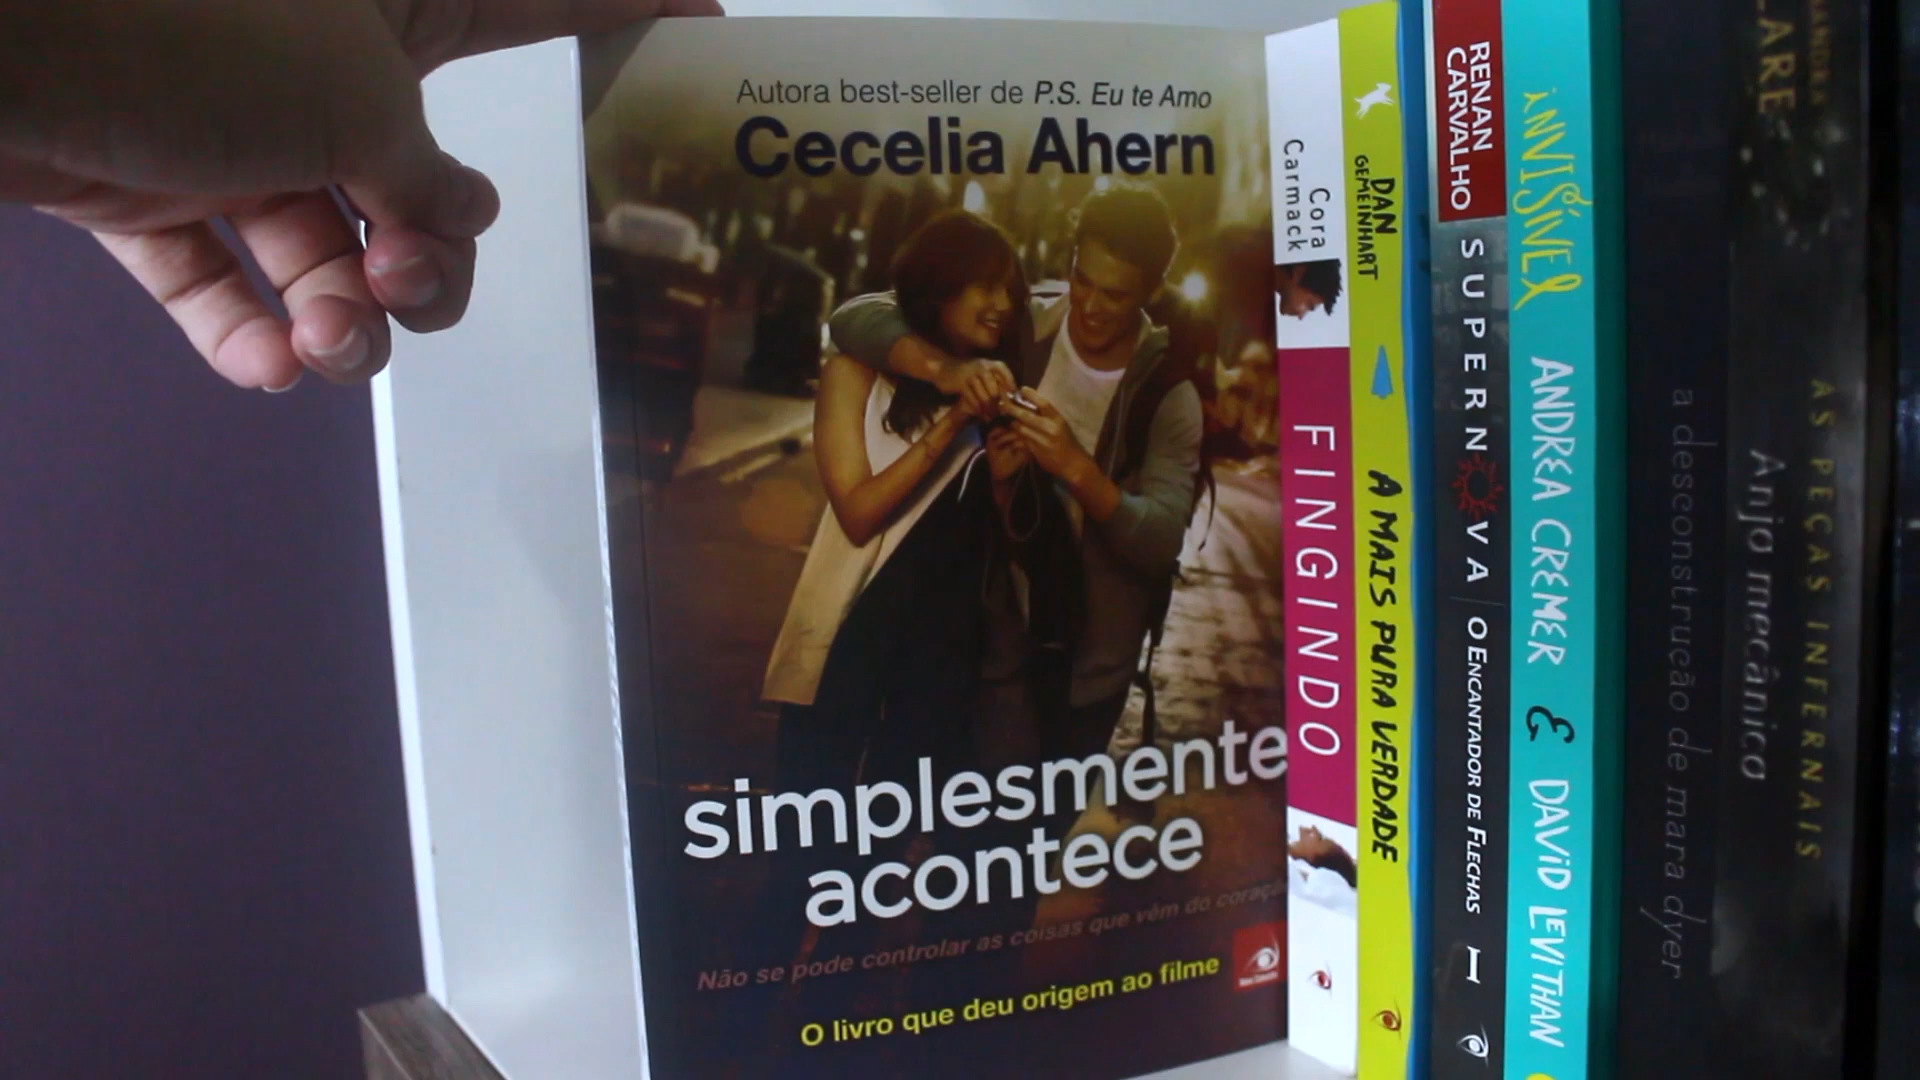 Autora best-seller de P.S. Eu te Amo
Cecelia Ahern
simplesmente
acontece
Não se pode controlar as coisas que vêm do
O livro que deu origem ao filme
Cora
Carmack
FINGINDO
DAN
GEMEINHART
A MAIS PURA VERDADE
RENAN
CARVALHO
SUPERNOVA | O ENCANTADOR DE FLECHAS
I
iNViSíVEL
ANDREA CREMER & DAViD LEViTHAN
a desconstrução de mara dyer
Anjo mecânico
AS PEÇAS INFERNAIS